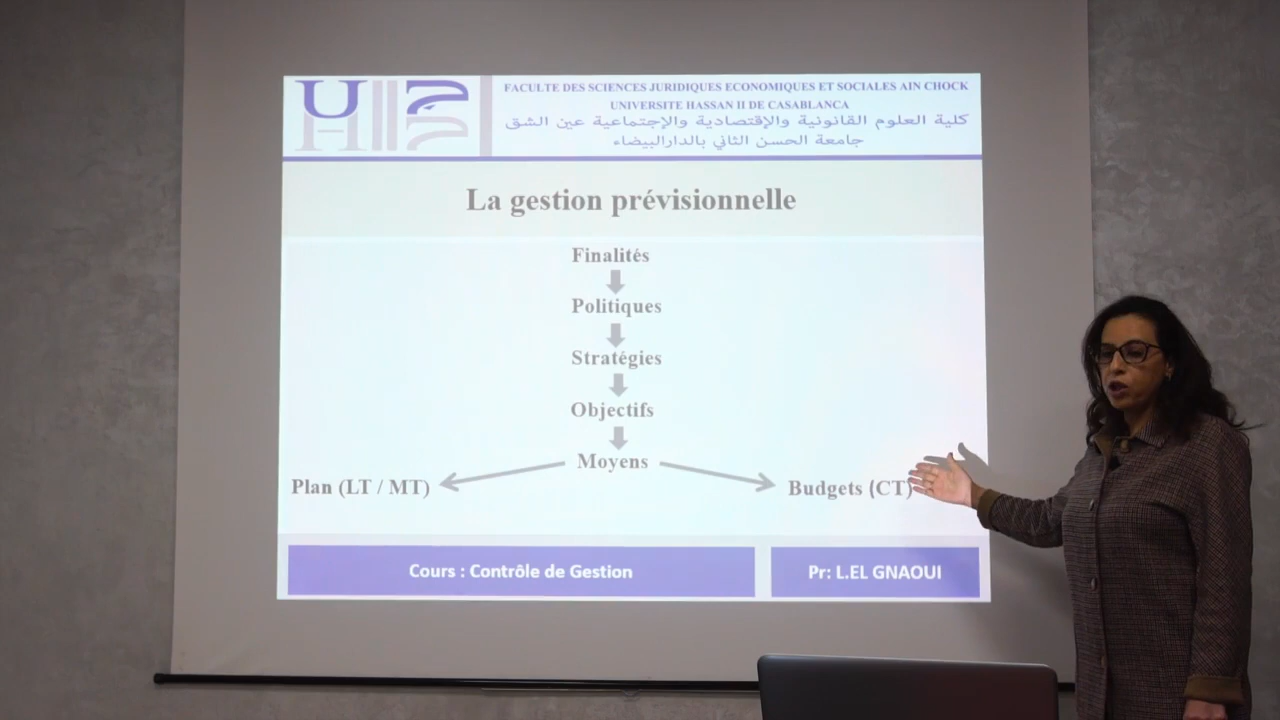 FACULTE DES SCIENCES JURIDIQUES ECONOMIQUES ET SOCIALES AIN CHOCK
UNIVERSITE HASSAN II DE CASABLANCA
كلية العلوم القانونية والإقتصادية والإجتماعية عين الشق
جامعة الحسن الثاني بالدارالبيضاء
La gestion prévisionnelle
Finalités
Politiques
Stratégies
Objectifs
Moyens
Plan (LT / MT)
Budgets (CT)
Cours : Contrôle de Gestion
Pr: L.EL GNAOUI